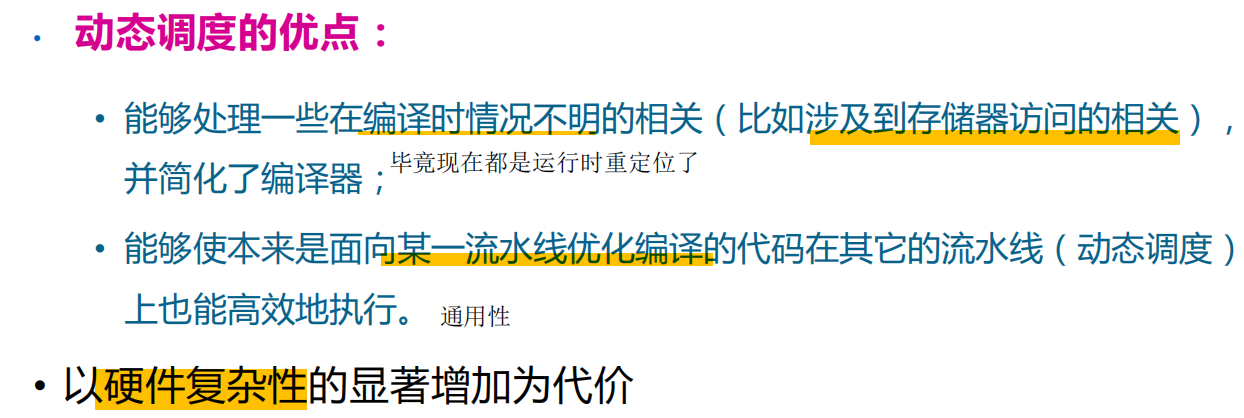 • 动态调度的优点：
• 能够处理一些在编译时情况不明的相关（比如涉及到存储器访问的相关），
并简化了编译器；毕竟现在都是运行时重定位了
• 能够使本来是面向某一流水线优化编译的代码在其它的流水线（动态调度）
上也能高效地执行。 通用性
• 以硬件复杂性的显著增加为代价